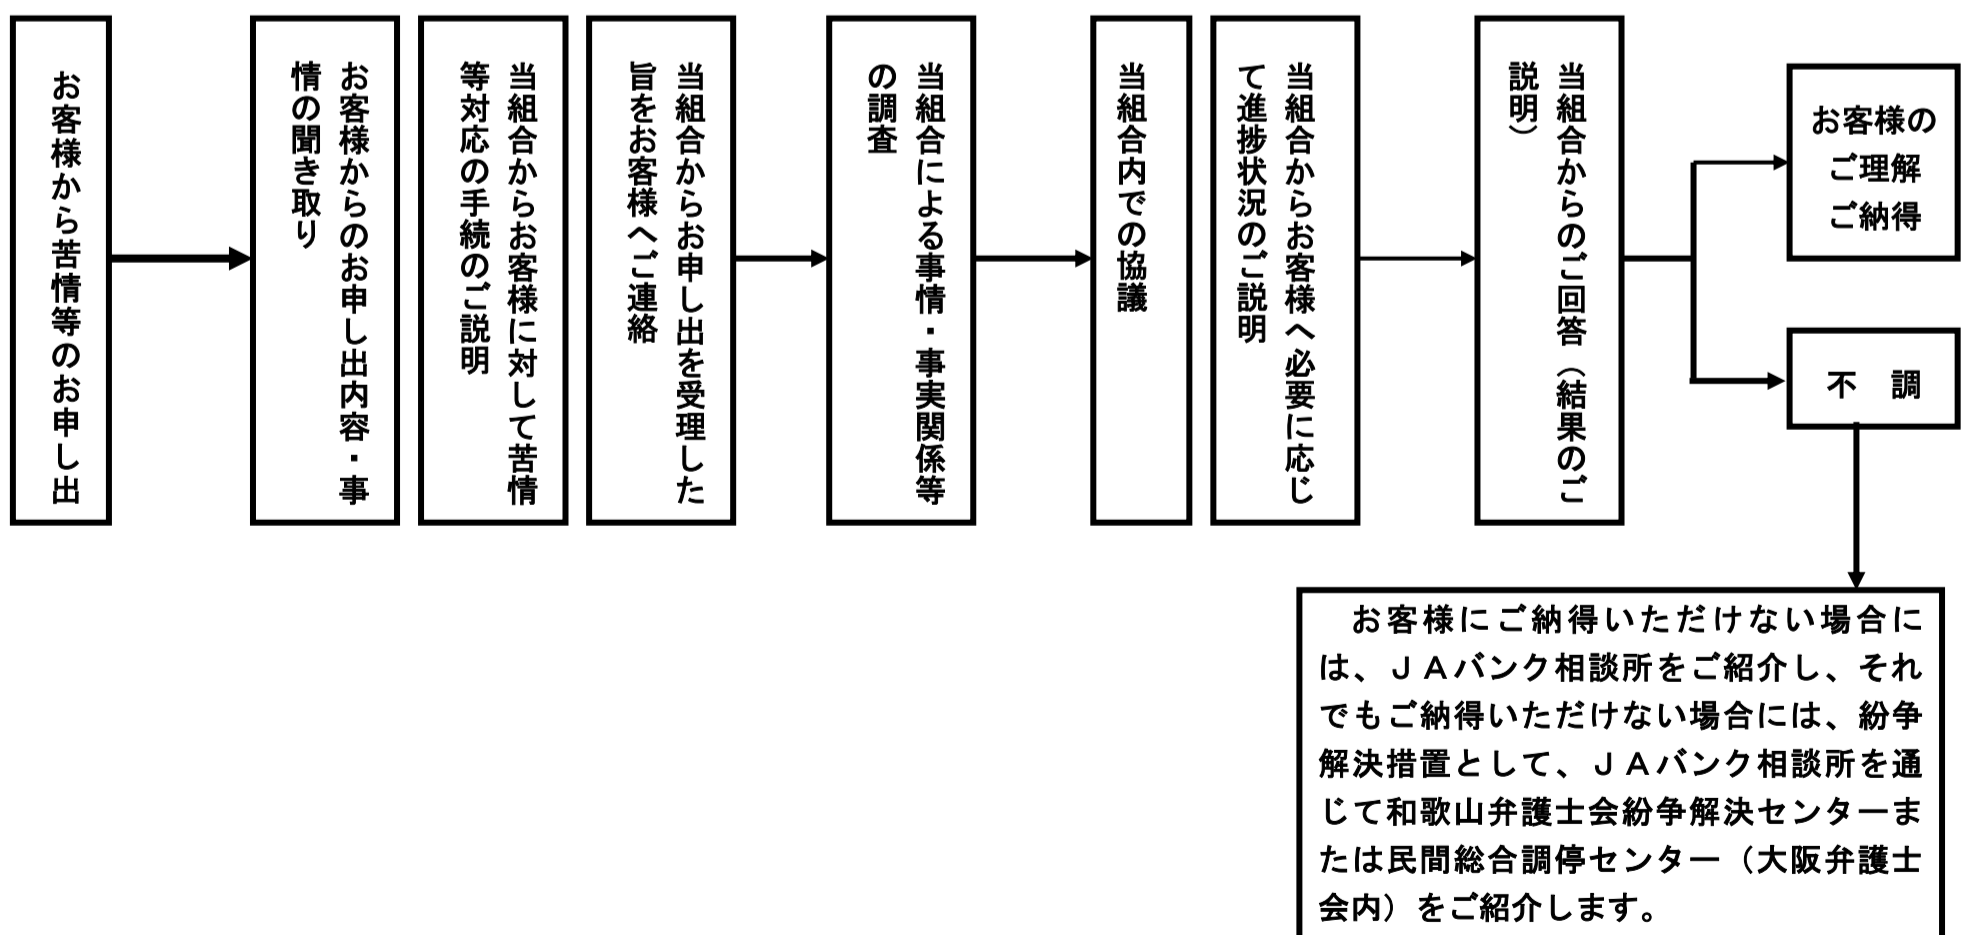 お客様から苦情等のお申し出
お客様からのお申し出内容・事
情の聞き取り
当組合からお客様に対して苦情
等対応の手続のご説明
当組合からお申し出を受理した
旨をお客様へご連絡
当組合による事情・事実関係等
の調査
当組合内での協議
当組合からお客様へ必要に応じ
て進捗状況のご説明
当組合からのご回答（結果のご
説明）
お客様の
ご理解
ご納得
不　調
　お客様にご納得いただけない場合に
は、ＪＡバンク相談所をご紹介し、それ
でもご納得いただけない場合には、紛争
解決措置として、ＪＡバンク相談所を通
じて和歌山弁護士会紛争解決センターま
たは民間総合調停センター（大阪弁護士
会内）をご紹介します。